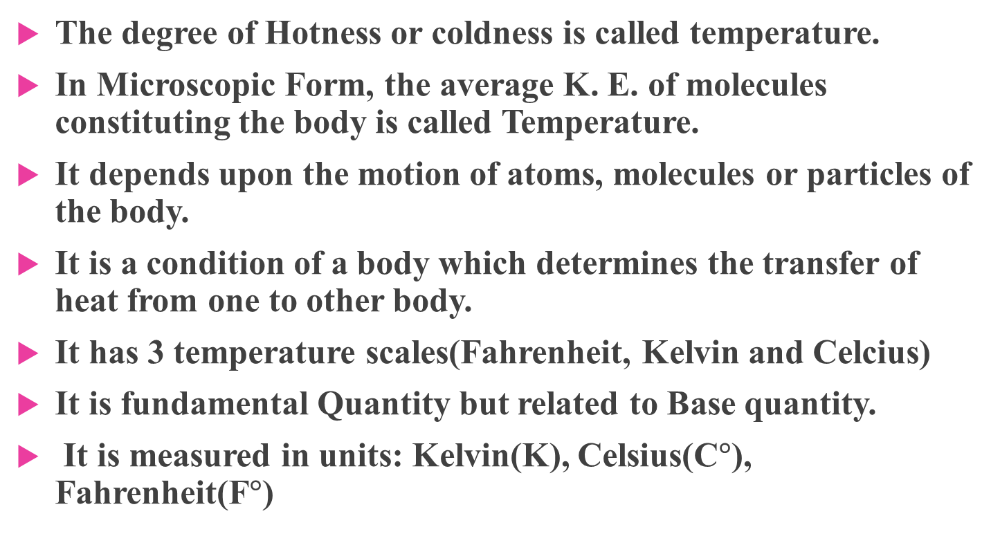 The degree of Hotness or coldness is called temperature.
In Microscopic Form, the average K. E. of molecules
constituting the body is called Temperature.
It depends upon the motion of atoms, molecules or particles of
the body.
It is a condition of a body which determines the transfer of
heat from one to other body.
It has 3 temperature scales(Fahrenheit, Kelvin and Celcius)
It is fundamental Quantity but related to Base quantity.
It is measured in units: Kelvin(K), Celsius(C°),
Fahrenheit(F°)